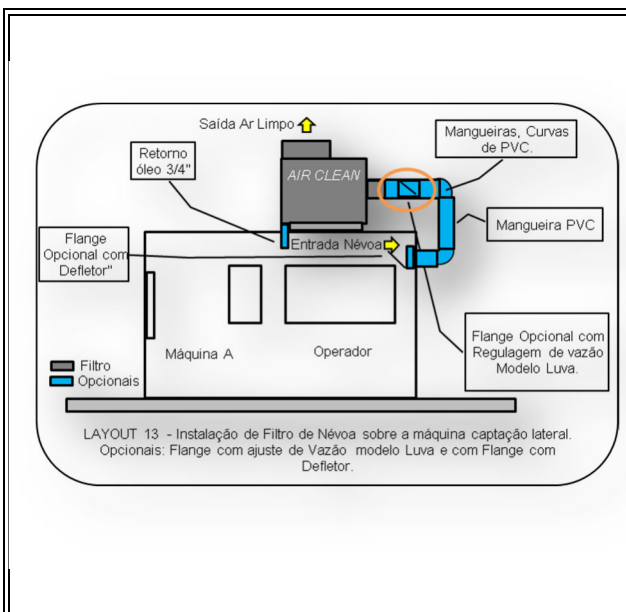 Saída Ar Limpo
Mangueiras, Curvas
de PVC.
Retorno
óleo 3/4"
AIR CLEAN
Mangueira PVC
Flange
Opcional com
Defletor"
Entrada Névoa
Flange Opcional com
Regulagem de vazão
Modelo Luva.
Máquina A
Operador
Filtro
Opcionais
LAYOUT 13 - Instalação de Filtro de Névoa sobre a máquina captação lateral.
Opcionais: Flange com ajuste de Vazão modelo Luva e com Flange com
Defletor.